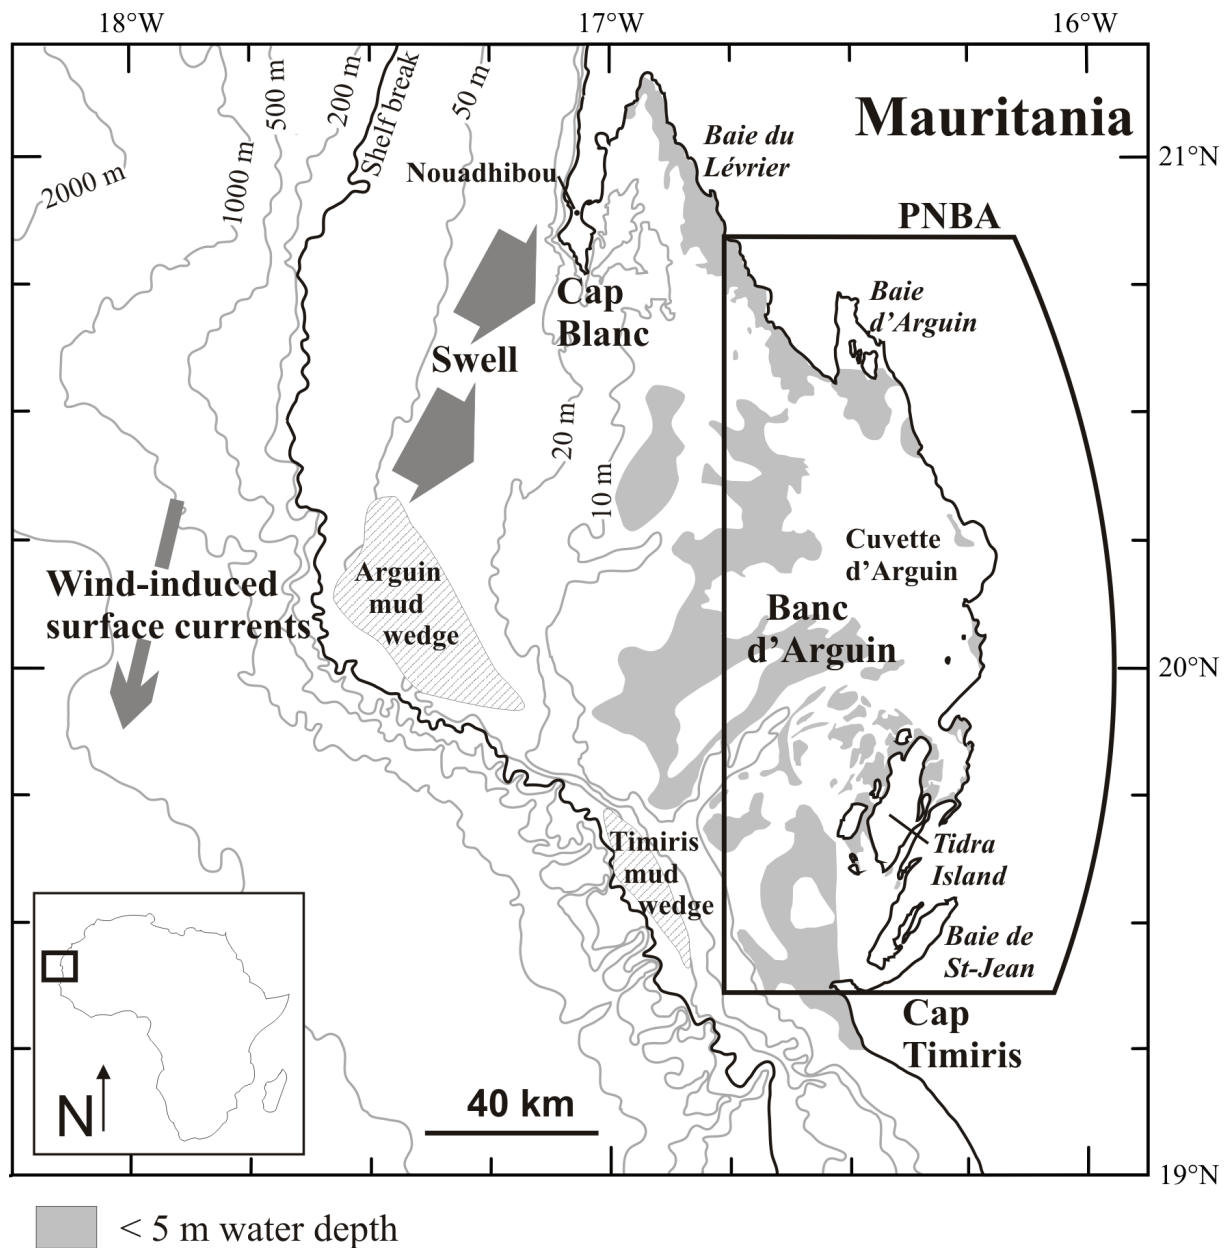 18°W
17°W
16°W
Mauritania
21°N
20°N
19°N
2000 m
1000 m
500 m
200 m
Shelf break
50 m
Nouadhibou
Baie du
Lévrier
PNBA
Cap
Blanc
Baie
d’Arguin
Swell
20 m
10 m
Cuvette
d’Arguin
Wind-induced
surface currents
Arguin
mud
wedge
Banc
d’Arguin
Timiris
mud
wedge
Tidra
Island
Baie de
St-Jean
Cap
Timiris
40 km
N
< 5 m water depth